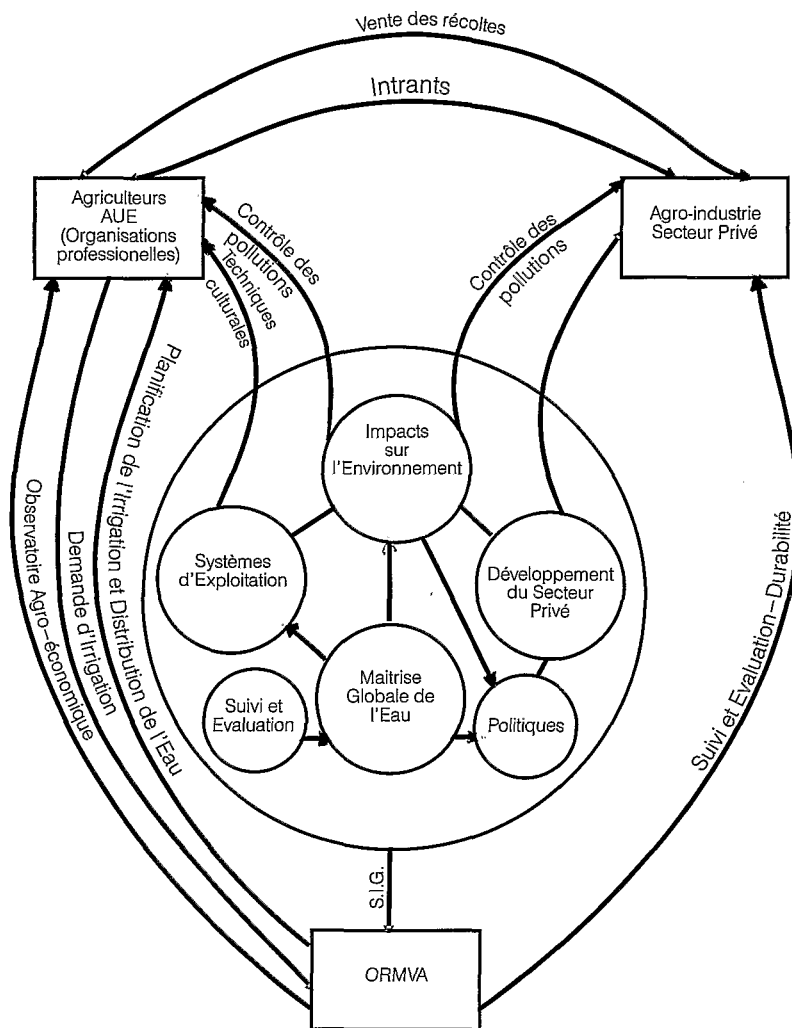 Vente des récoltes
Intrants
Agriculteurs
AUE
(Organisations
professionelles)
Agro-industrie
Secteur Privé
Contrôle des
pollutions
Techniques
culturales
Contrôle des
pollutions
Impacts
sur
l'Environnement
Systèmes
d'Exploitation
Développement
du Secteur
Privé
Maîtrise
Globale de
l'Eau
Suivi et
Evaluation
Politiques
Planification de l'Irrigation et Distribution de l'Eau
Demande d'Irrigation
Observatoire Agro-économique
Suivi et Evaluation-Durabilité
S.I.G.
ORMVA